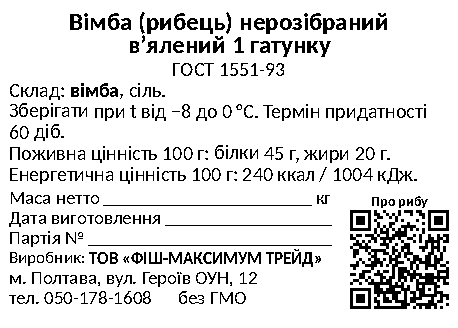 Вімба (рибець) нерозібраний
в’ялений 1 гатунку
ГОСТ 1551-93
Склад: вімба, сіль.
Зберігати при t від −8 до 0 °С. Термін придатності
60 діб.
Поживна цінність 100 г: білки 45 г, жири 20 г.
Енергетична цінність 100 г: 240 ккал / 1004 кДж.
Маса нетто ____________________ кг
Дата виготовлення ________________
Партія № ________________________
Виробник: ТОВ «ФІШ-МАКСИМУМ ТРЕЙД»
м. Полтава, вул. Героїв ОУН, 12
тел. 050-178-1608 без ГМО
Про рибу